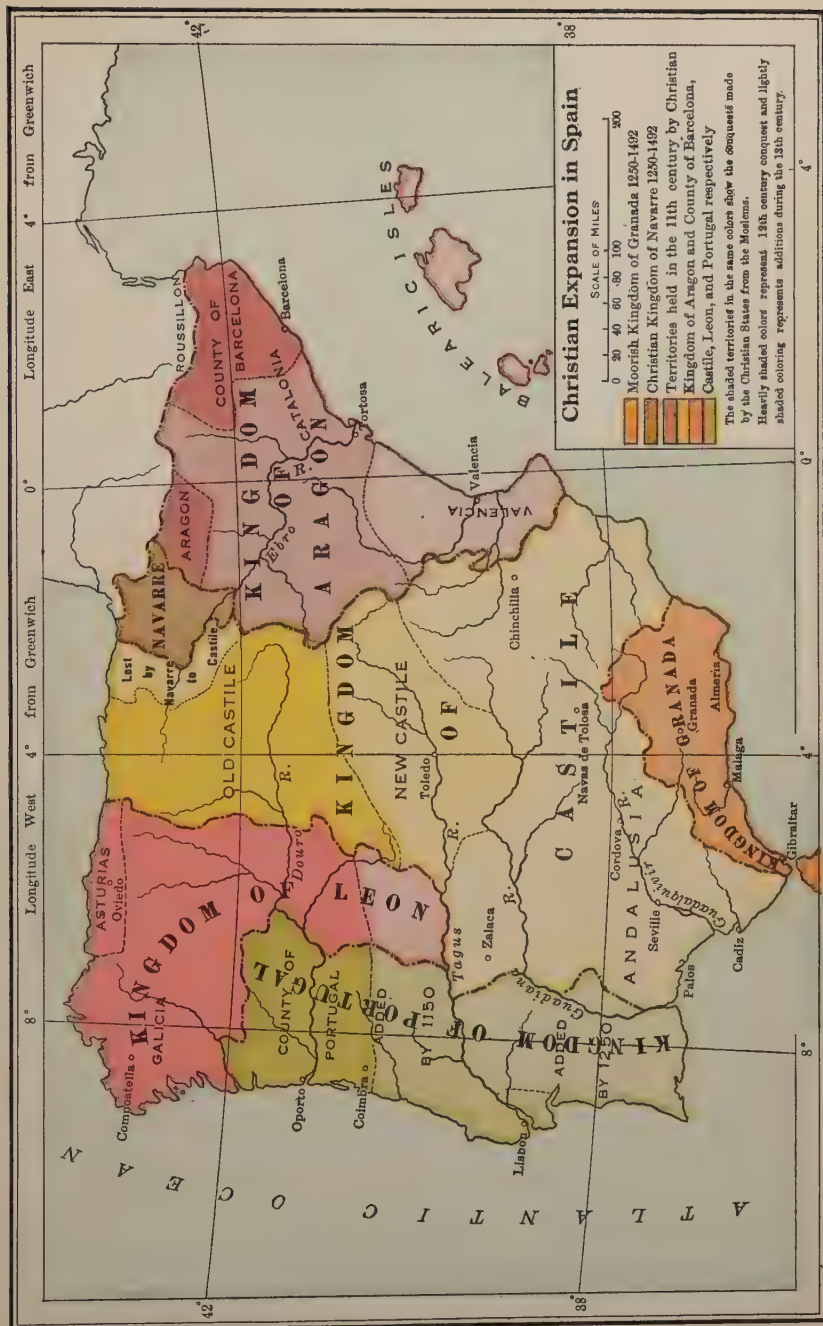 Longitude West from Greenwich
Longitude East from Greenwich
8°
4°
0°
4°
42°
42°
38°
38°
8°
4°
0°
4°
ATLANTIC OCEAN
KINGDOM OF LEON
GALICIA
Compostella
ASTURIAS
Oviedo
OLD CASTILE
Lost by
Navarre
to
Castile
NAVARRE
ARAGON
ROUSSILLON
COUNTY OF
BARCELONA
Barcelona
CATALONIA
Tortosa
KINGDOM
OF
ARAGON
Ebro R.
Douro R.
COUNTY OF
PORTUGAL
Oporto
Coimbra
ADDED
BY 1150
KINGDOM OF PORTUGAL
ADDED
BY 1250
Lisbon
Tagus R.
Zalaca
Guadiana R.
KINGDOM
OF
CASTILE
NEW CASTILE
Toledo
Chinchilla
VALENCIA
Valencia
Navas de Tolosa
Cordova
ANDALUSIA
Seville
Guadalquivir R.
Palos
Cadiz
KINGDOM OF GRANADA
Granada
Almeria
Malaga
Gibraltar
BALEARIC ISLES
Christian Expansion in Spain
SCALE OF MILES
0 20 40 60 80 100 200
Moorish Kingdom of Granada 1250-1492
Christian Kingdom of Navarre 1250-1492
Territories held in the 11th century by Christian
Kingdom of Aragon and County of Barcelona,
Castile, Leon, and Portugal respectively
The shaded territories in the same colors show the conquests made
by the Christian States from the Moslems.
Heavily shaded colors represent 12th century conquest and lightly
shaded coloring represents additions during the 13th century.